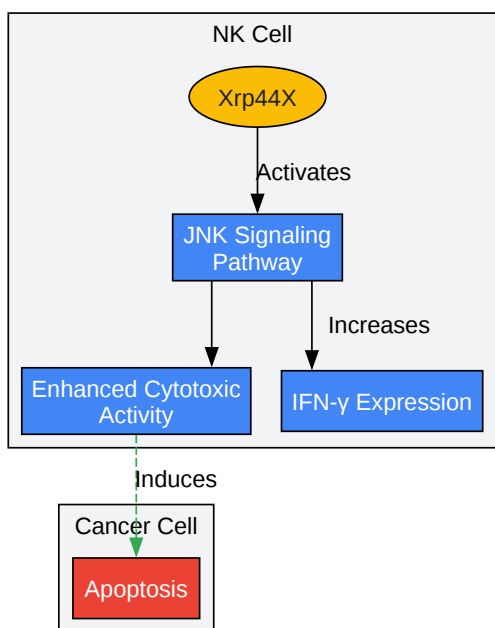 NK Cell
Xrp44X
Activates
JNK Signaling
Pathway
Increases
Enhanced Cytotoxic
Activity
IFN-γ Expression
Induces
Cancer Cell
Apoptosis